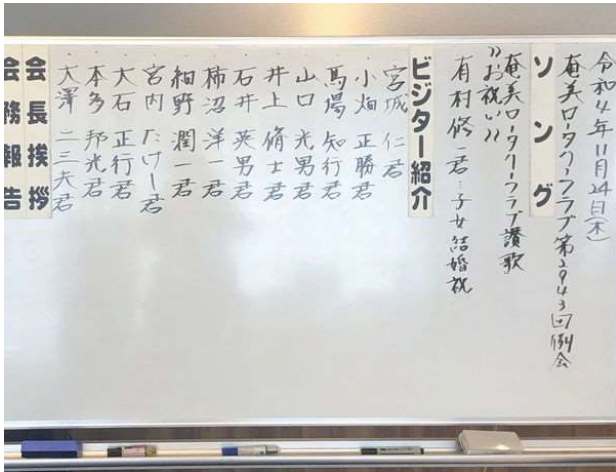 令和4年11月24日(木)
奄美ロータリークラブ第2943回例会
ソング
奄美ロータリークラブ讃歌
"お祝い"
有村修一君…子女結婚祝
ビジター紹介
・宮城 仁君
・小畑 正勝君
・馬場 知行君
・山口 光男君
・井上 脩士君
・石井 英男君
・柿沼 洋一君
・細野 潤一君
・宮内 たけし君
・大石 正行君
・本多 邦光君
・大澤 二三夫君
会長挨拶
会務報告